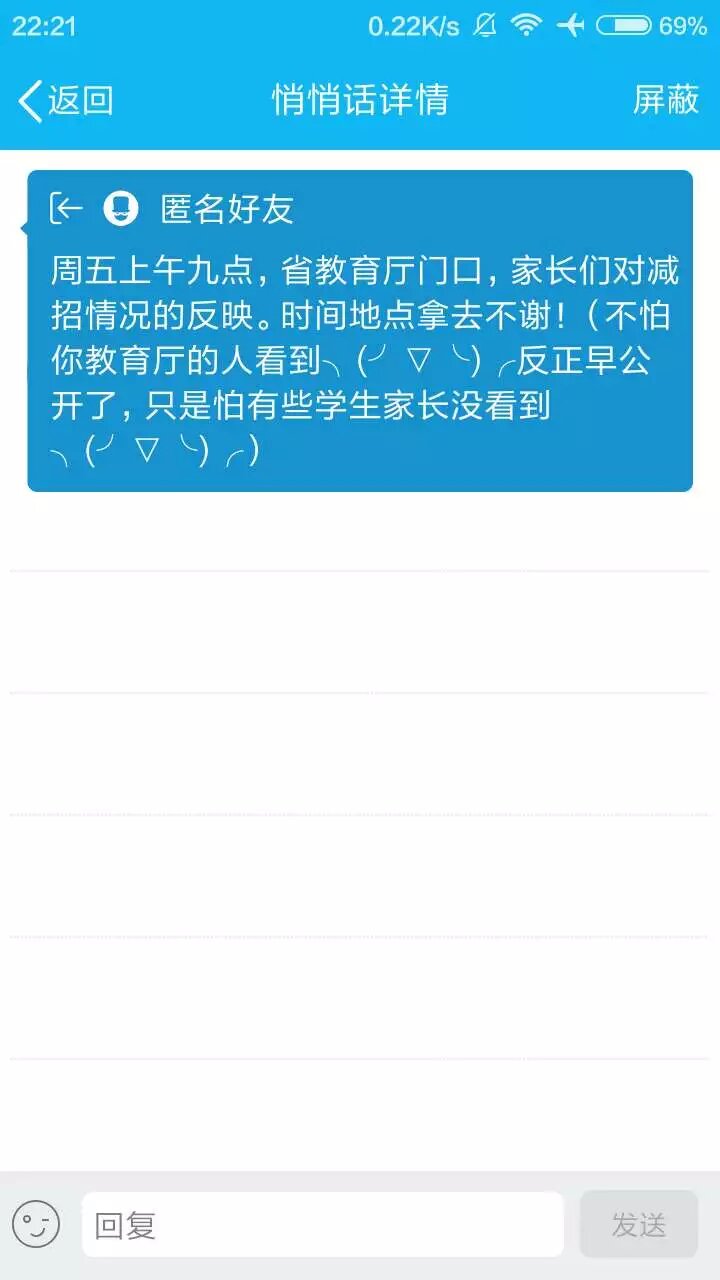 22:21 0.22K/s 69%
返回 悄悄话详情 屏蔽
匿名好友
周五上午九点，省教育厅门口，家长们对减
招情况的反映。时间地点拿去不谢！（不怕
你教育厅的人看到╮(╯▽╰)╭反正早公
开了，只是怕有些学生家长没看到
╮(╯▽╰)╭)
回复 发送